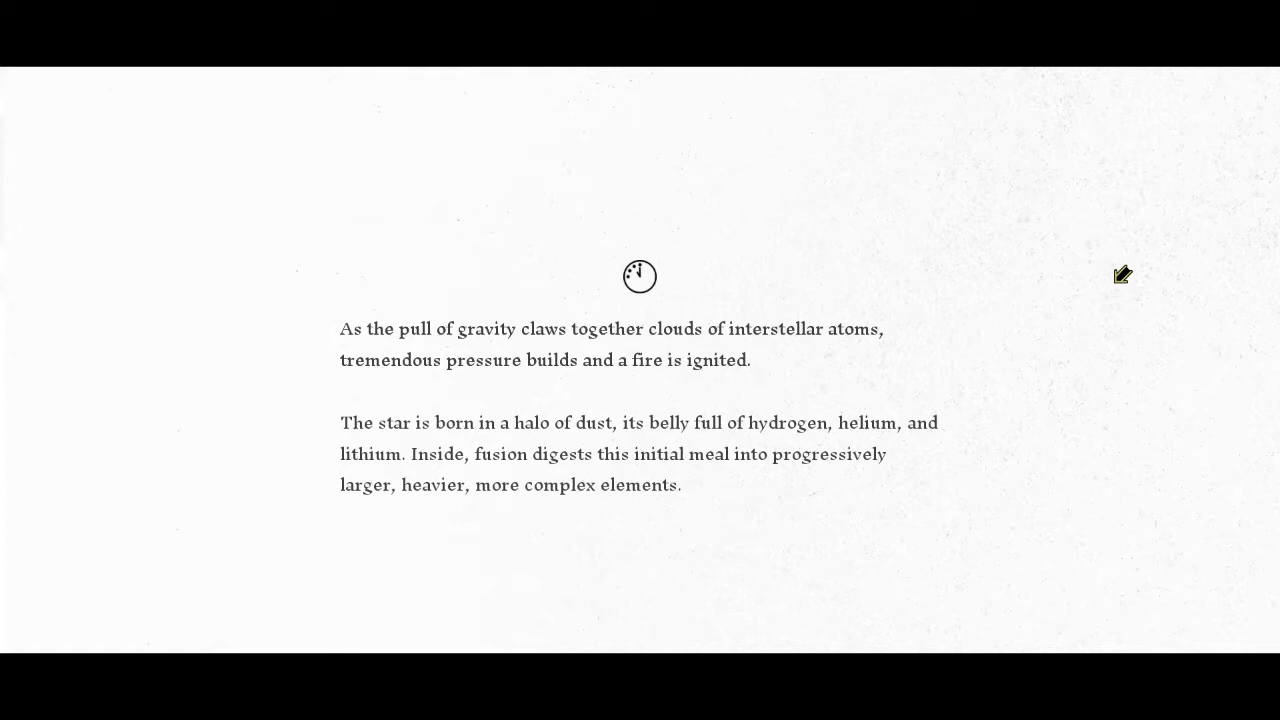 As the pull of gravity claws together clouds of interstellar atoms,
tremendous pressure builds and a fire is ignited.
The star is born in a halo of dust, its belly full of hydrogen, helium, and
lithium. Inside, fusion digests this initial meal into progressively
larger, heavier, more complex elements.